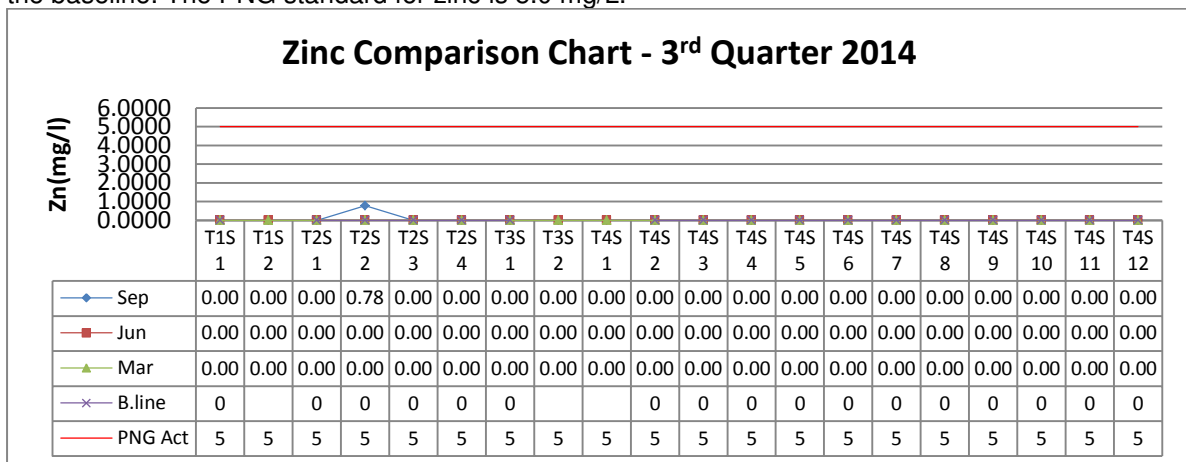 the baseline. The PNG standard for zinc is 5.0 mg/L.
Zinc Comparison Chart - 3rd Quarter 2014
Zn(mg/l)
6.0000
5.0000
4.0000
3.0000
2.0000
1.0000
0.0000
T1S 1 T1S 2 T2S 1 T2S 2 T2S 3 T2S 4 T3S 1 T3S 2 T4S 1 T4S 2 T4S 3 T4S 4 T4S 5 T4S 6 T4S 7 T4S 8 T4S 9 T4S 10 T4S 11 T4S 12
Sep 0.00 0.00 0.00 0.78 0.00 0.00 0.00 0.00 0.00 0.00 0.00 0.00 0.00 0.00 0.00 0.00 0.00 0.00 0.00 0.00
Jun 0.00 0.00 0.00 0.00 0.00 0.00 0.00 0.00 0.00 0.00 0.00 0.00 0.00 0.00 0.00 0.00 0.00 0.00 0.00 0.00
Mar 0.00 0.00 0.00 0.00 0.00 0.00 0.00 0.00 0.00 0.00 0.00 0.00 0.00 0.00 0.00 0.00 0.00 0.00 0.00 0.00
B.line 0 0 0 0 0 0 0 0 0 0 0 0 0 0 0 0 0
PNG Act 5 5 5 5 5 5 5 5 5 5 5 5 5 5 5 5 5 5 5 5